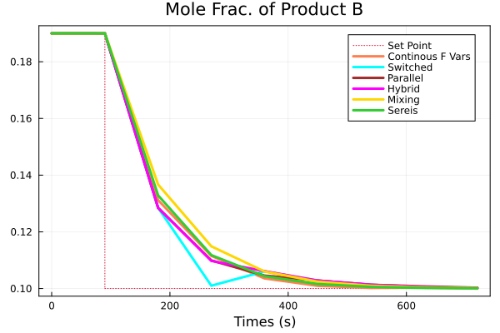 Mole Frac. of Product B
Set Point
Continous F Vars
Switched
Parallel
Hybrid
Mixing
Sereis
0.18
0.16
0.14
0.12
0.10
0
200
400
600
Times (s)